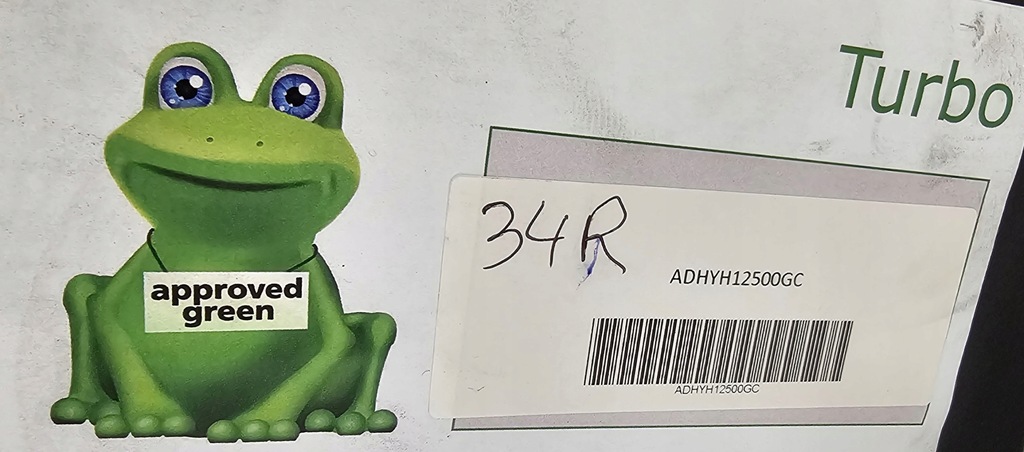 Turbo
34R
ADHYH12500GC
ADHYH12500GC
approved
green